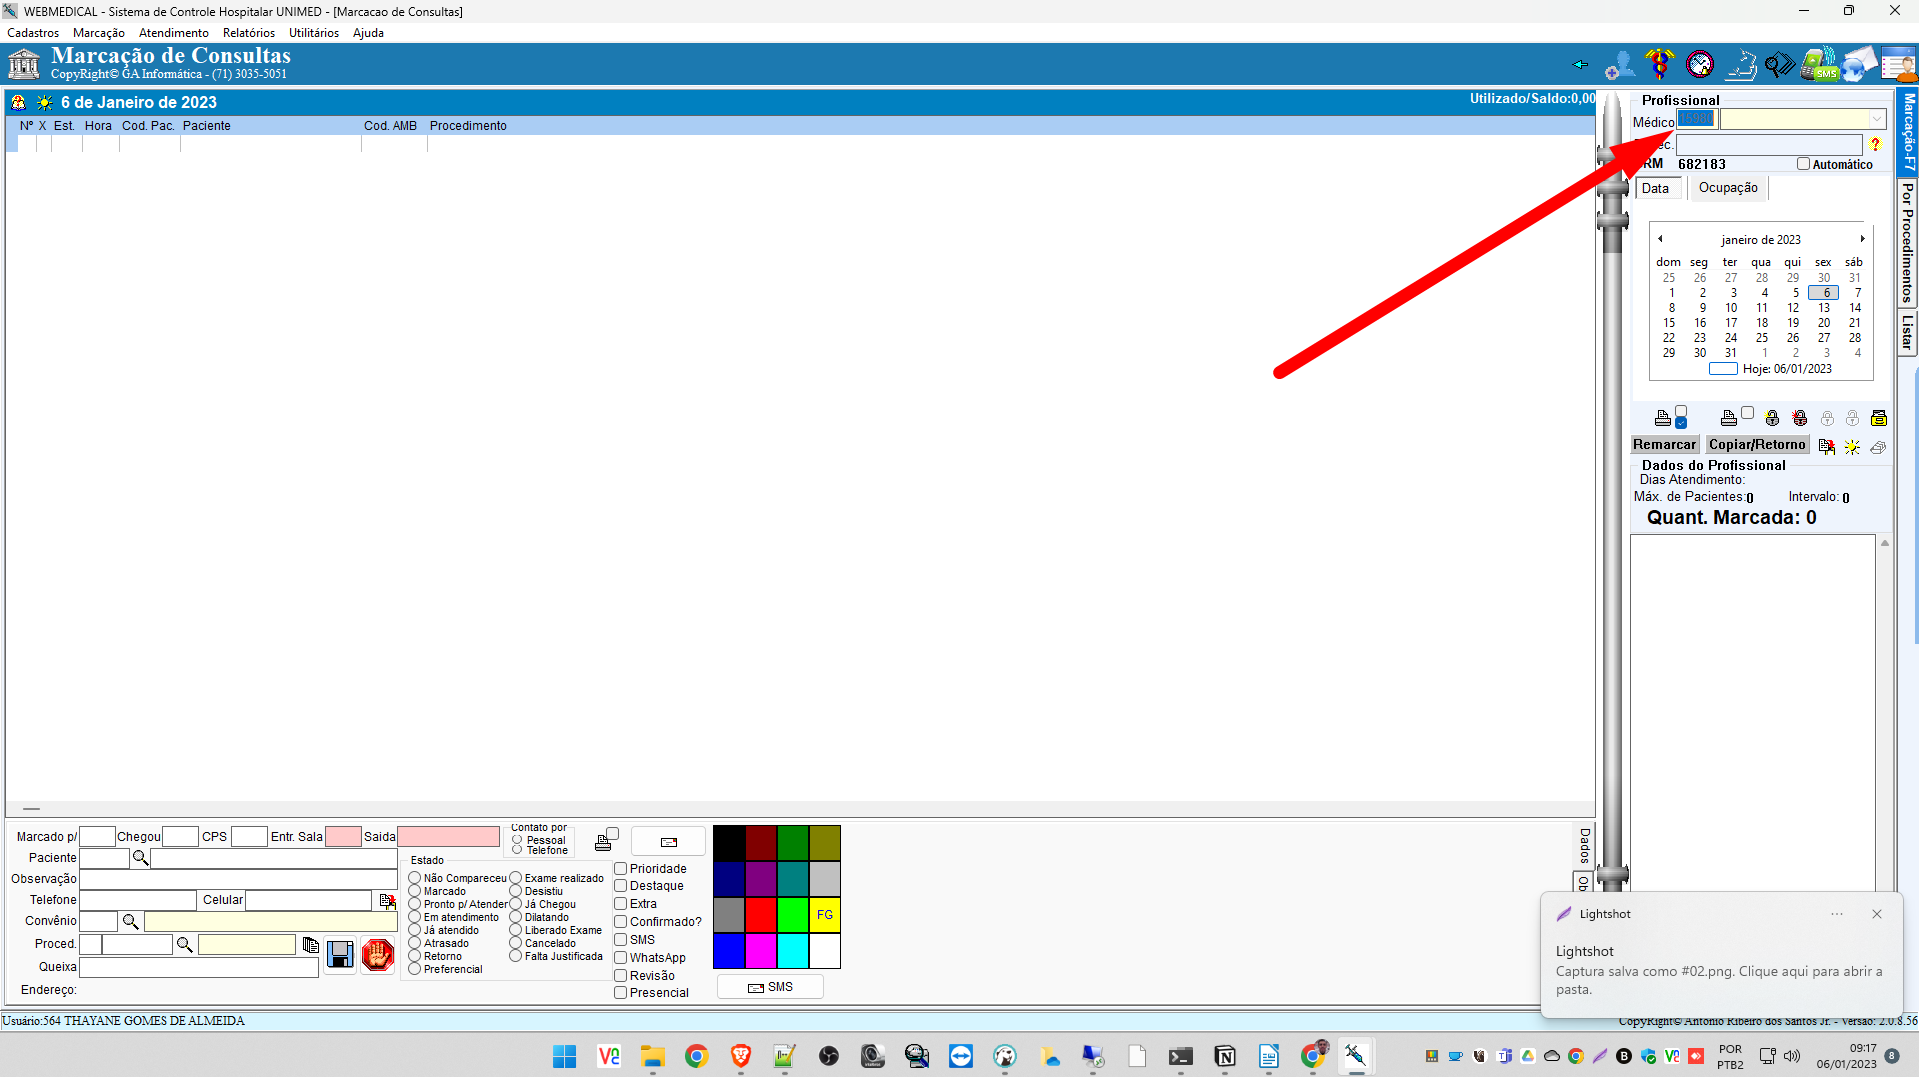 WEBMEDICAL - Sistema de Controle Hospitalar UNIMED - [Marcacao de Consultas]
Cadastros Marcação Atendimento Relatórios Utilitários Ajuda
Marcação de Consultas
CopyRight© GA Informática - (71) 3035-5051
SMS
6 de Janeiro de 2023
Utilizado/Saldo:0,00
Nº X Est. Hora Cod. Pac. Paciente Cod. AMB Procedimento
Profissional
Médico
682183
Automático
Data Ocupação
janeiro de 2023
dom seg ter qua qui sex sáb
25 26 27 28 29 30 31
1 2 3 4 5 6 7
8 9 10 11 12 13 14
15 16 17 18 19 20 21
22 23 24 25 26 27 28
29 30 31 1 2 3 4
Hoje: 06/01/2023
Remarcar Copiar/Retorno
Dados do Profissional
Dias Atendimento:
Máx. de Pacientes:0 Intervalo: 0
Quant. Marcada: 0
Marcação-F7
Por Procedimentos
Listar
Marcado p/ Chegou CPS Entr. Sala Saida
Paciente
Observação
Telefone Celular
Convênio
Proced.
Queixa
Endereço:
Contato por
Pessoal
Telefone
Estado
Não Compareceu Exame realizado
Marcado Desistiu
Pronto p/ Atender Já Chegou
Em atendimento Dilatando
Já atendido Liberado Exame
Atrasado Cancelado
Retorno Falta Justificada
Preferencial
Prioridade
Destaque
Extra
Confirmado?
SMS
WhatsApp
Revisão
Presencial
FG
SMS
Dados
Lightshot
Lightshot
Captura salva como #02.png. Clique aqui para abrir a
pasta.
Usuário:564 THAYANE GOMES DE ALMEIDA
CopyRight© Antonio Ribeiro dos Santos Jr. - Versão: 2.0.8.56
POR
PTB2
09:17
06/01/2023
8